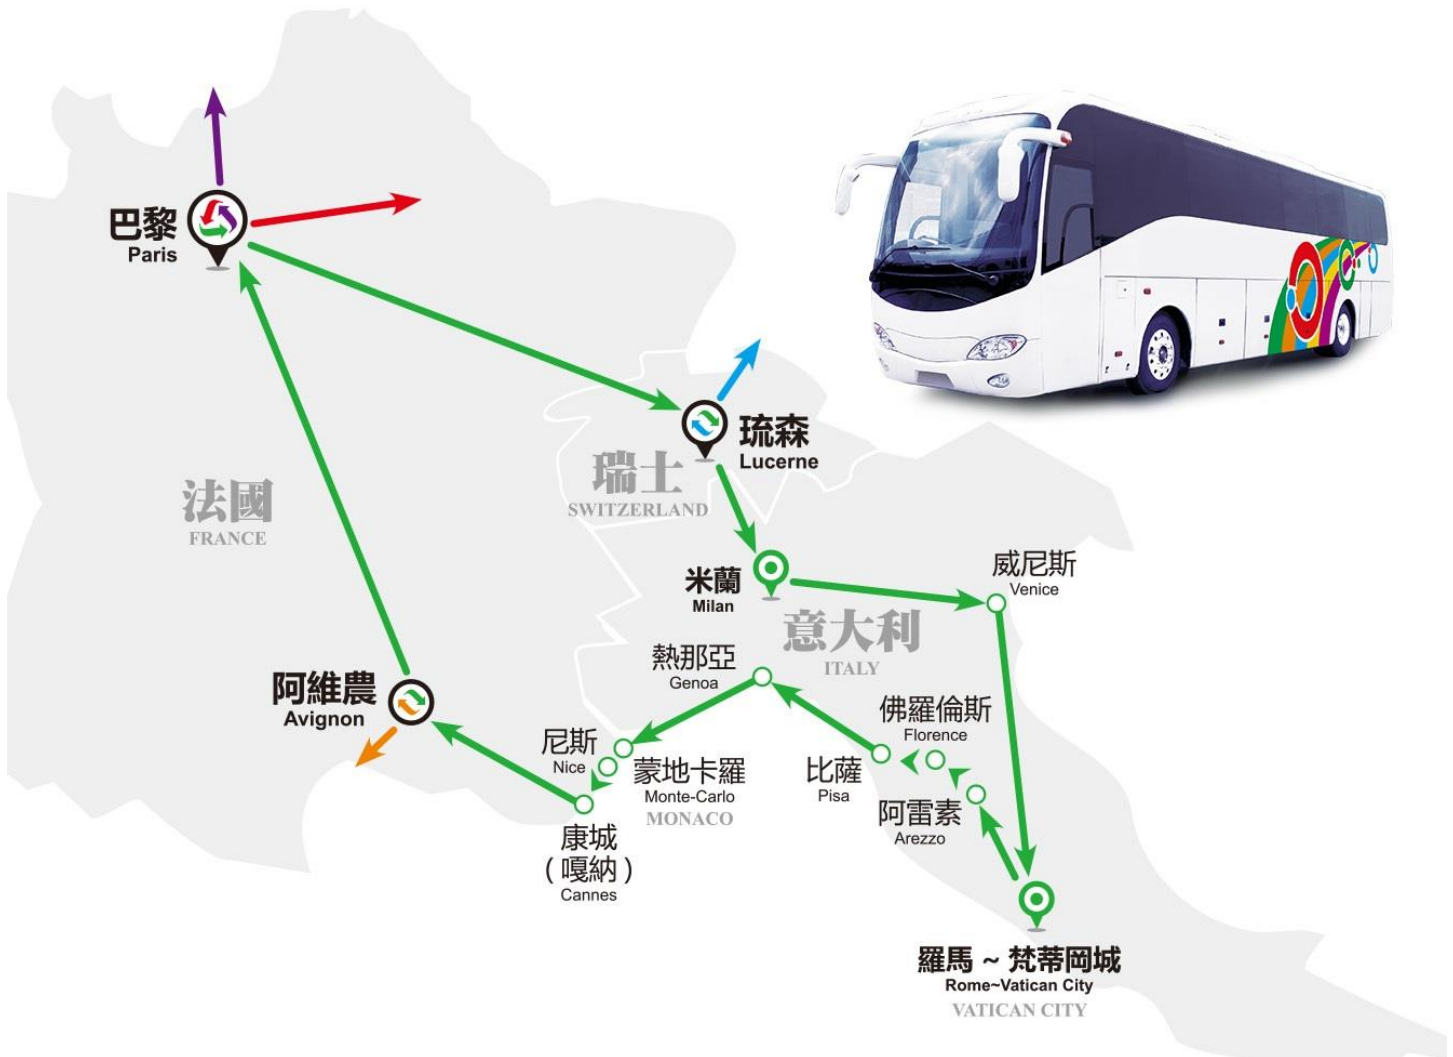 巴黎
Paris
琉森
Lucerne
瑞士
SWITZERLAND
法國
FRANCE
米蘭
Milan
威尼斯
Venice
意大利
ITALY
熱那亞
Genoa
阿維農
Avignon
佛羅倫斯
Florence
尼斯
Nice
蒙地卡羅
Monte-Carlo
MONACO
比薩
Pisa
阿雷素
Arezzo
康城
(嘎納)
Cannes
羅馬 ~ 梵蒂岡城
Rome~Vatican City
VATICAN CITY